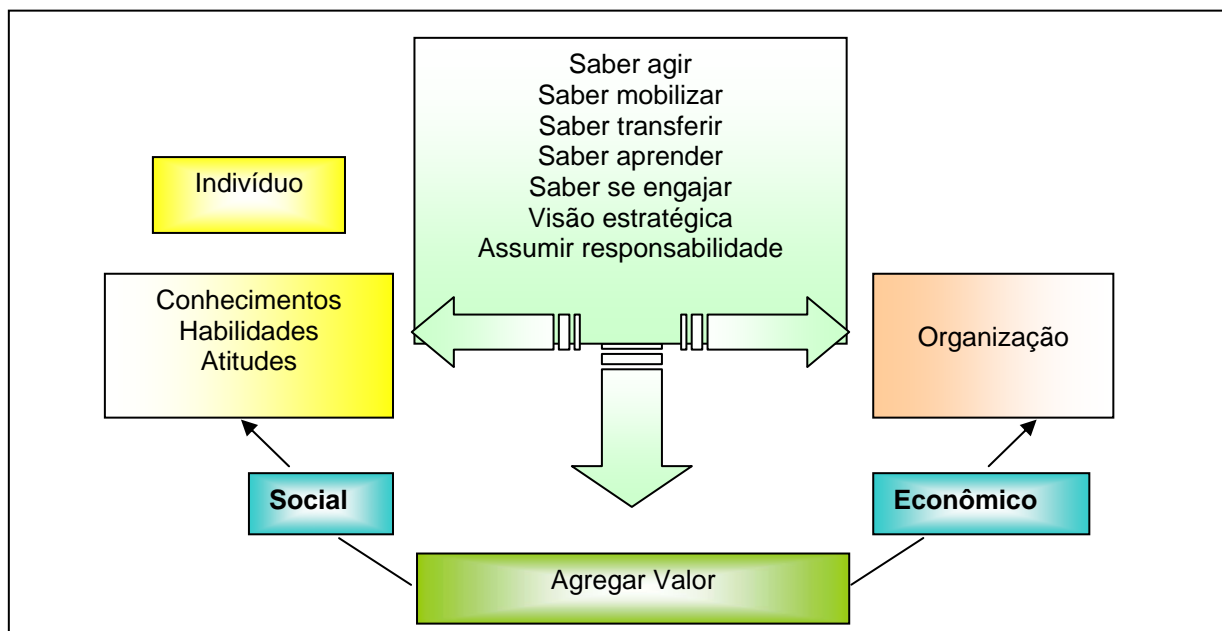 Saber agir
Saber mobilizar
Saber transferir
Saber aprender
Saber se engajar
Visão estratégica
Assumir responsabilidade
Indivíduo
Conhecimentos
Habilidades
Atitudes
Organização
Social
Econômico
Agregar Valor